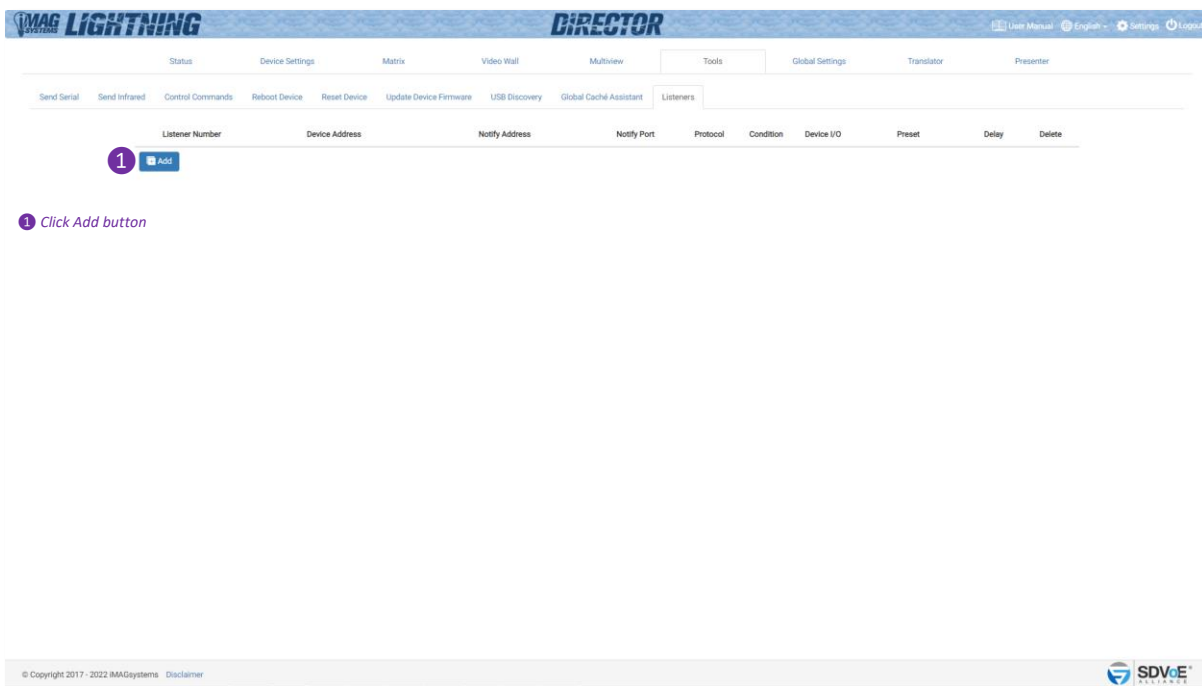 iMAG SYSTEMS LiGHTNiNG DiRECTOR User Manual English Settings Logout
Status Device Settings Matrix Video Wall Multiview Tools Global Settings Translator Presenter
Send Serial Send Infrared Control Commands Reboot Device Reset Device Update Device Firmware USB Discovery Global Caché Assistant Listeners
Listener Number Device Address Notify Address Notify Port Protocol Condition Device I/O Preset Delay Delete
1 Add
1 Click Add button
© Copyright 2017 - 2022 iMAGsystems Disclaimer SDVoE
ALLIANCE